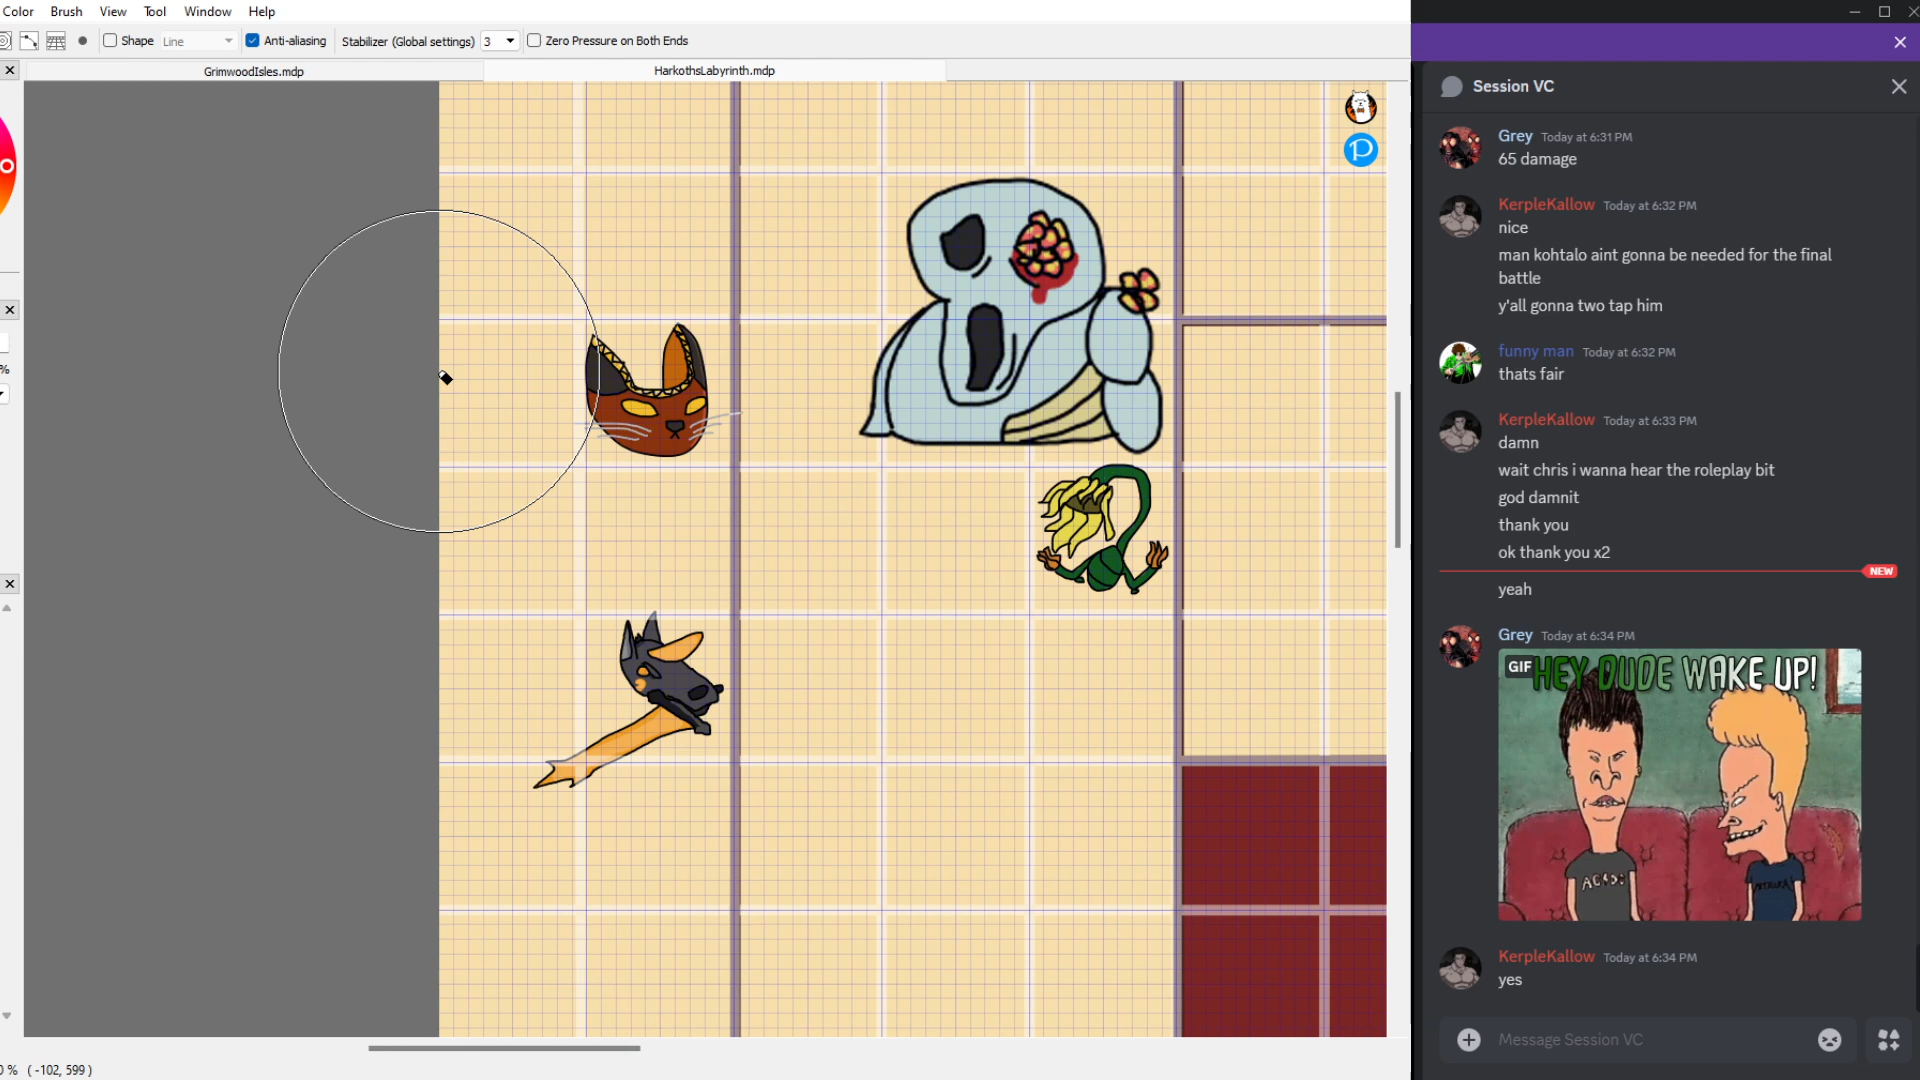 Color Brush View Tool Window Help
Shape Line Anti-aliasing Stabilizer (Global settings) 3 Zero Pressure on Both Ends
GrimwoodIsles.mdp HarkothsLabyrinth.mdp
%
0 % ( -102, 599 )
Session VC
Grey Today at 6:31 PM
65 damage
KerpleKallow Today at 6:32 PM
nice
man kohtalo aint gonna be needed for the final
battle
y'all gonna two tap him
funny man Today at 6:32 PM
thats fair
KerpleKallow Today at 6:33 PM
damn
wait chris i wanna hear the roleplay bit
god damnit
thank you
ok thank you x2
NEW
yeah
Grey Today at 6:34 PM
GIF
HEY DUDE WAKE UP!
AC⚡DC
METALLICA
KerpleKallow Today at 6:34 PM
yes
Message Session VC